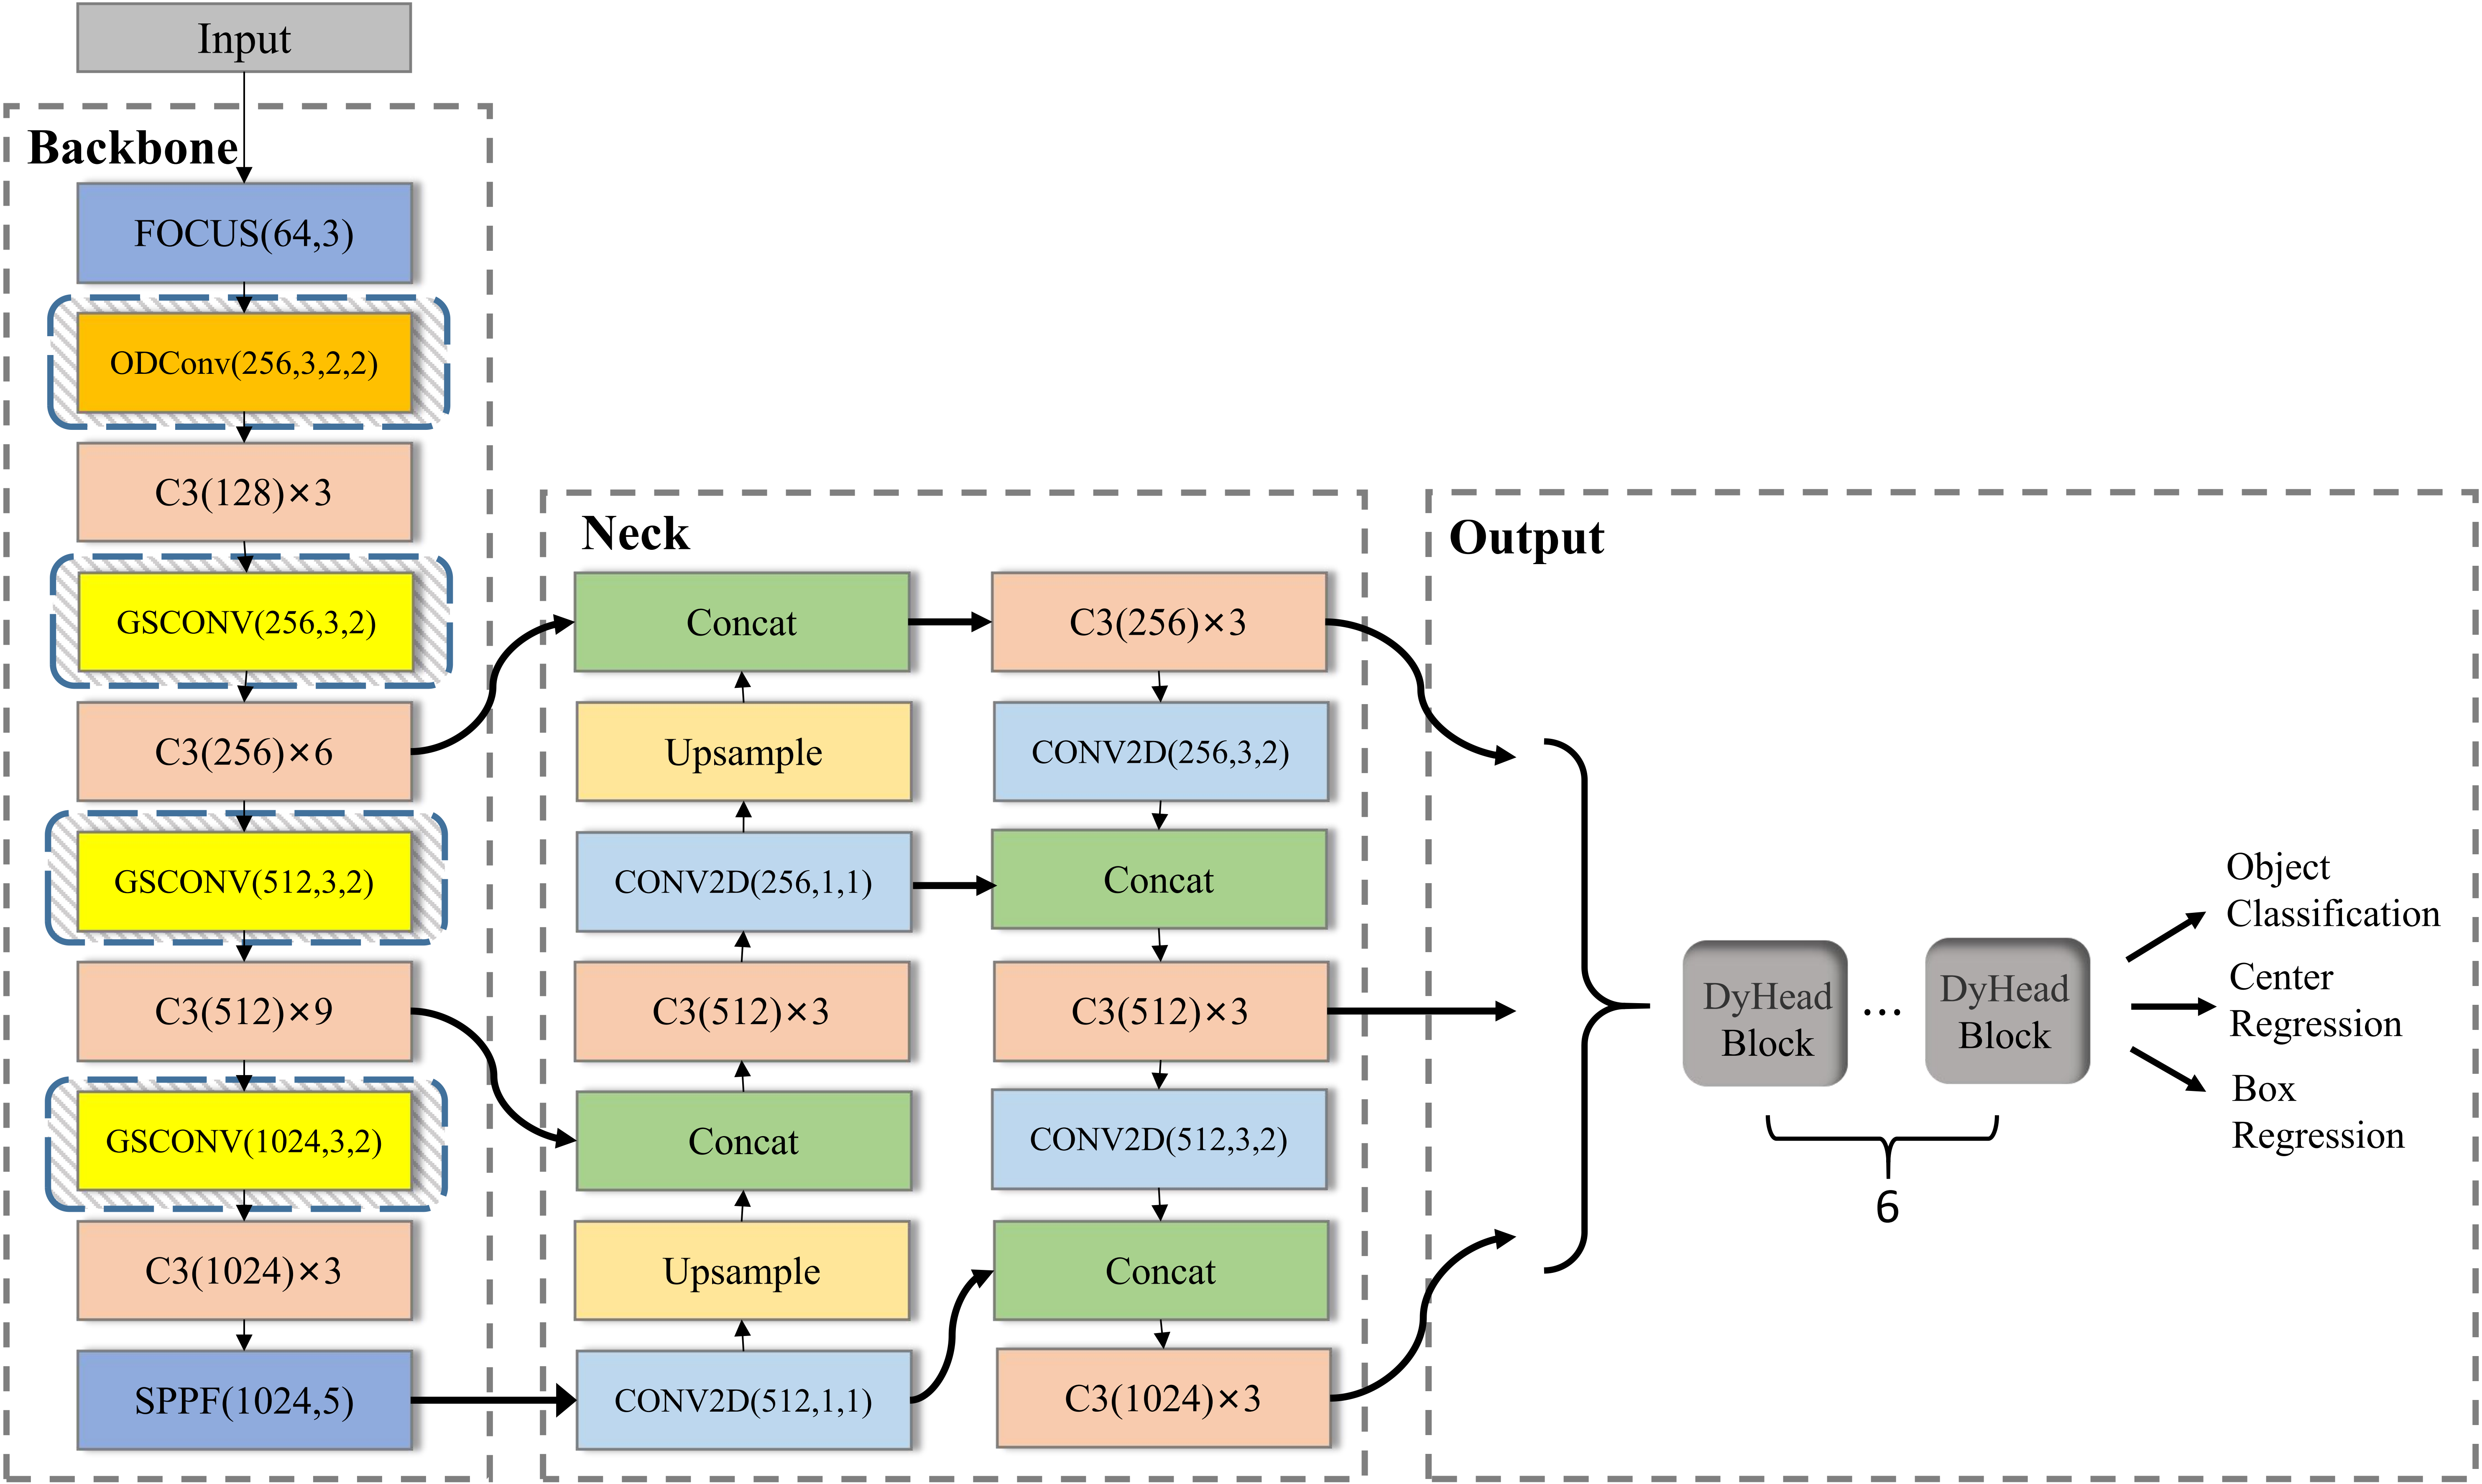 Input
Backbone
FOCUS(64,3)
ODConv(256,3,2,2)
C3(128)×3
GSCONV(256,3,2)
C3(256)×6
GSCONV(512,3,2)
C3(512)×9
GSCONV(1024,3,2)
C3(1024)×3
SPPF(1024,5)
Neck
Concat
Upsample
CONV2D(256,1,1)
C3(512)×3
Concat
Upsample
CONV2D(512,1,1)
C3(256)×3
CONV2D(256,3,2)
Concat
C3(512)×3
CONV2D(512,3,2)
Concat
C3(1024)×3
Output
DyHead
Block
...
DyHead
Block
6
Object
Classification
Center
Regression
Box
Regression